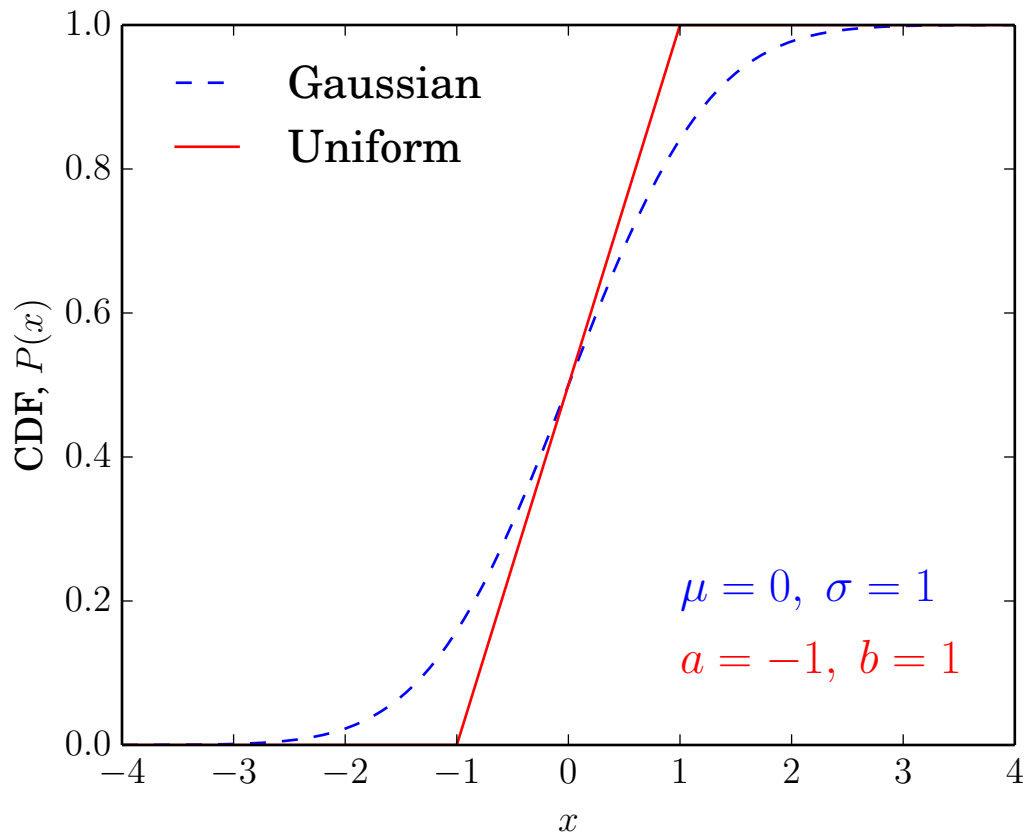 1.0
0.8
0.6
0.4
0.2
0.0
CDF, P(x)
Gaussian
Uniform
μ = 0, σ = 1
a = −1, b = 1
−4 −3 −2 −1 0 1 2 3 4
x